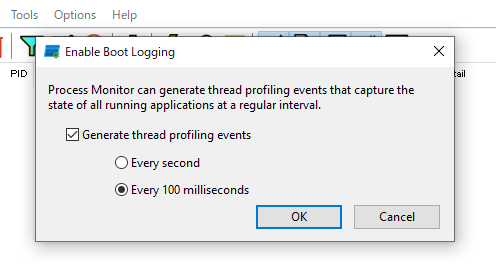 Tools Options Help
Enable Boot Logging
PID
Process Monitor can generate thread profiling events that capture the
state of all running applications at a regular interval.
Generate thread profiling events
Every second
Every 100 milliseconds
OK Cancel